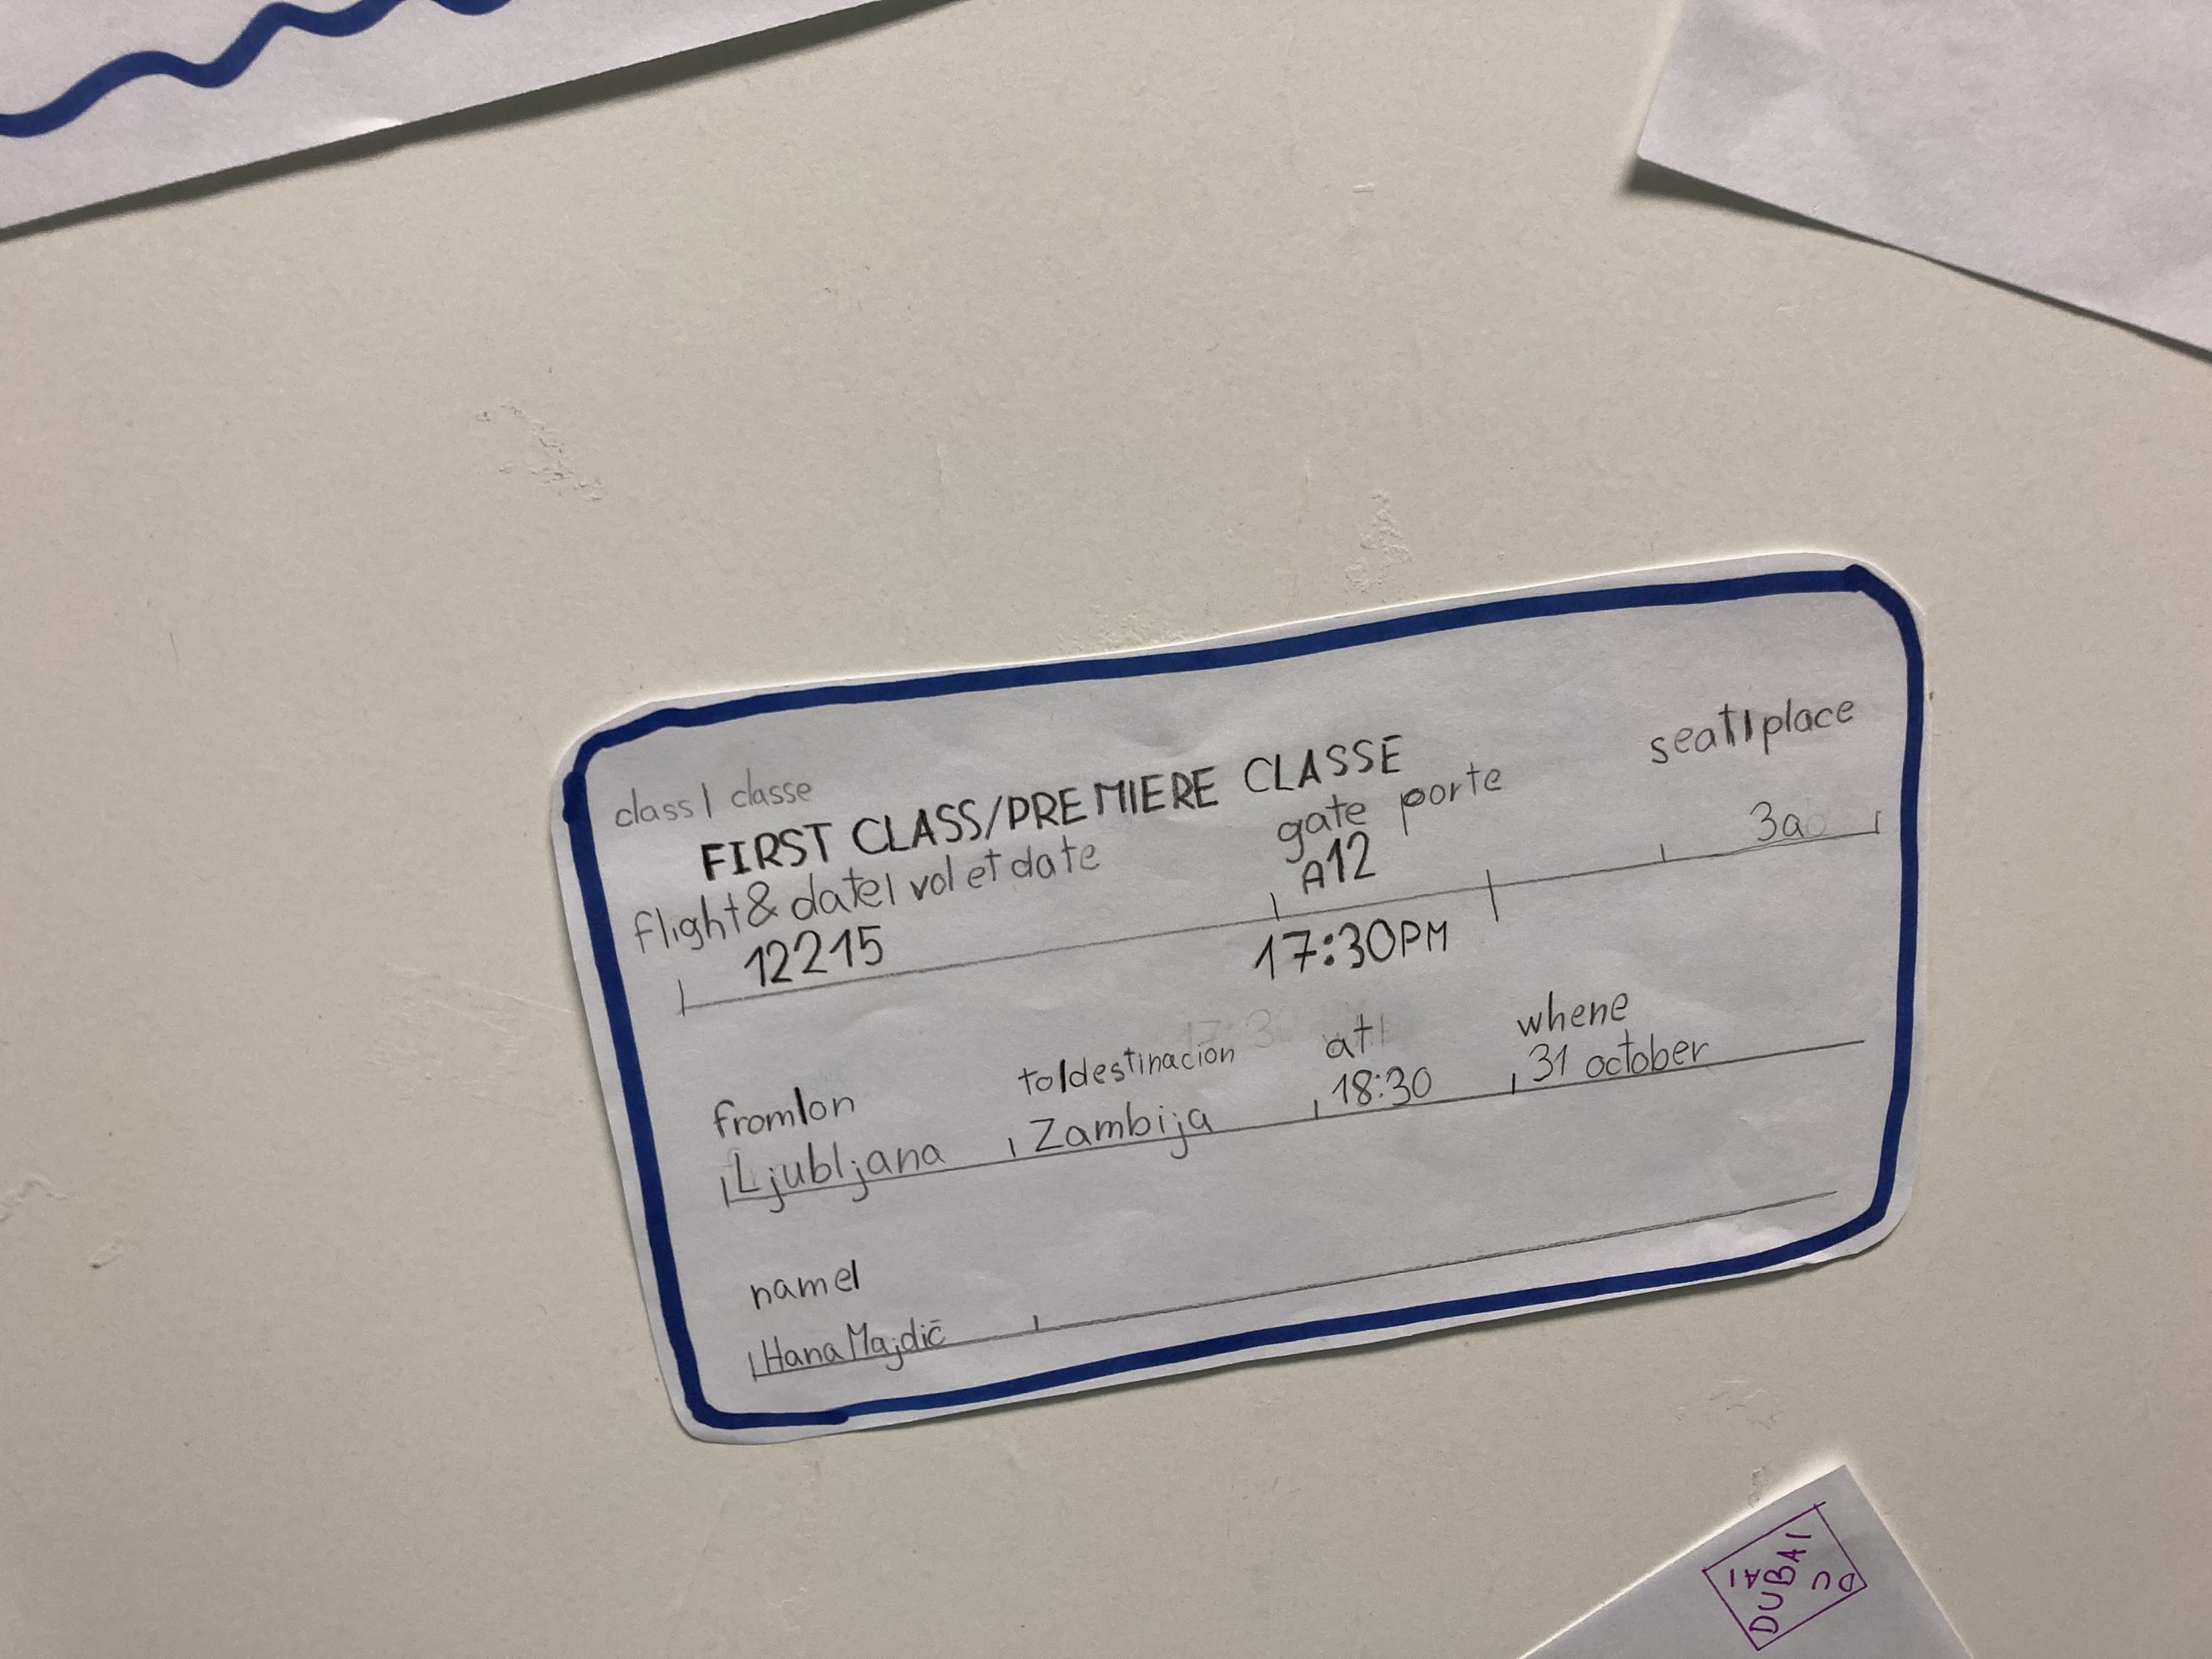 class| classe
FIRST CLASS/PREMIERE CLASSE
flight& date| vol et date
12215
gate porte
A12
seat|place
3a
17:30PM
from|on
Ljubljana
to|destinacion
Zambija
at|
18:30
whene
31 october
name|
Hana Majdič
DUBAI